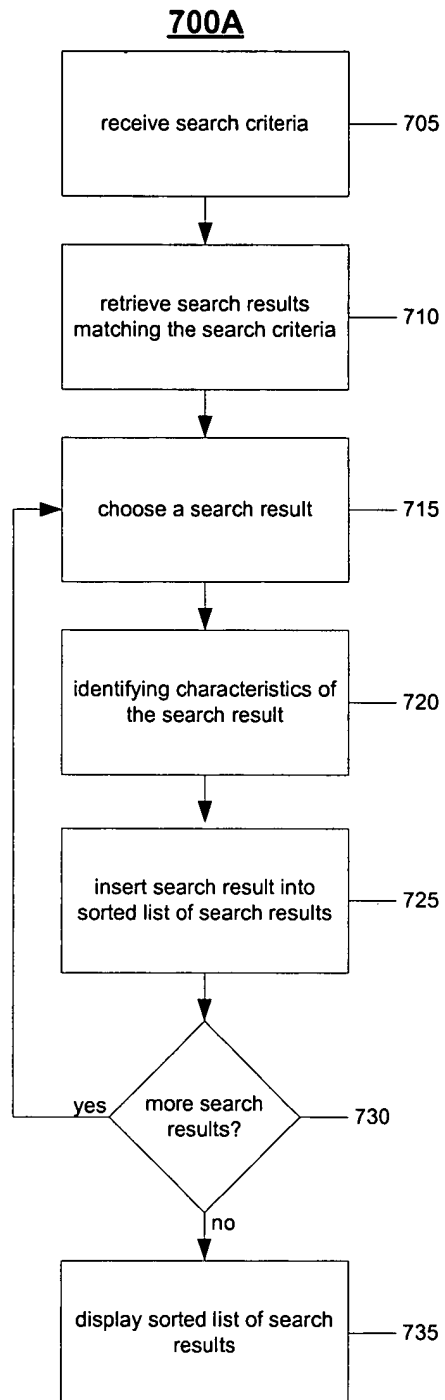 700A
receive search criteria
705
retrieve search results
matching the search criteria
710
choose a search result
715
identifying characteristics of
the search result
720
insert search result into
sorted list of search results
725
yes
more search
results?
730
no
display sorted list of search
results
735